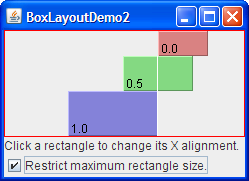 BoxLayoutDemo2
0.0
0.5
1.0
Click a rectangle to change its X alignment.
Restrict maximum rectangle size.